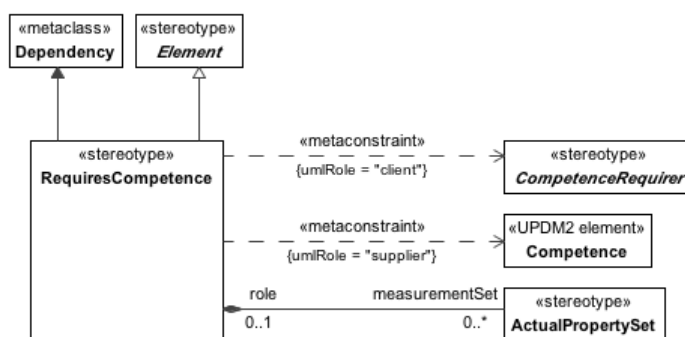 «metaclass»
Dependency
«stereotype»
Element
«stereotype»
RequiresCompetence
«metaconstraint»
{umlRole = "client"}
«stereotype»
CompetenceRequirer
«metaconstraint»
{umlRole = "supplier"}
«UPDM2 element»
Competence
role
measurementSet
0..1
0..*
«stereotype»
ActualPropertySet